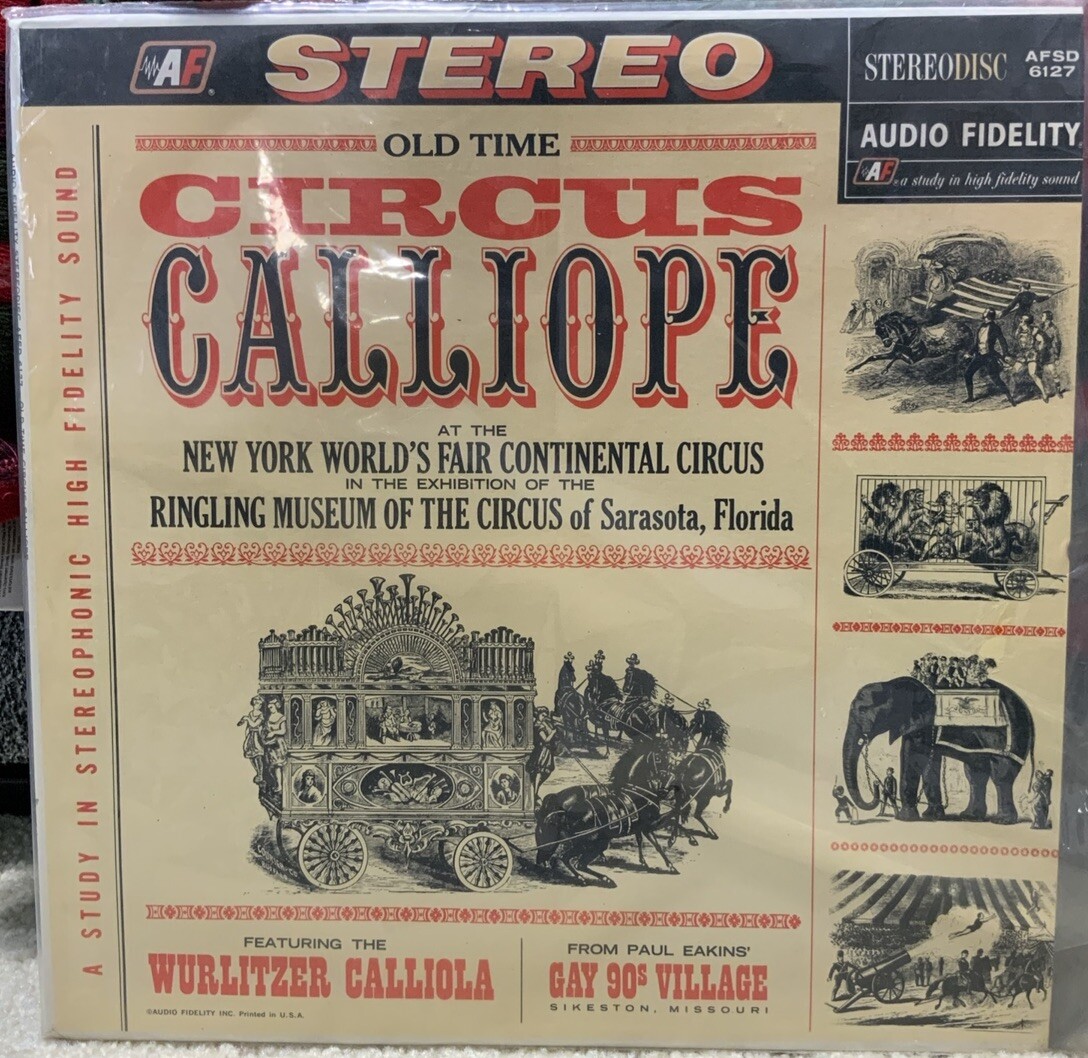 AF
STEREO
STEREODISC
AFSD
6127
AUDIO FIDELITY
AF a study in high fidelity sound
OLD TIME
CIRCUS
CALLIOPE
AT THE
NEW YORK WORLD'S FAIR CONTINENTAL CIRCUS
IN THE EXHIBITION OF THE
RINGLING MUSEUM OF THE CIRCUS of Sarasota, Florida
A STUDY IN STEREOPHONIC HIGH FIDELITY SOUND
FEATURING THE
WURLITZER CALLIOLA
©AUDIO FIDELITY INC. Printed in U.S.A.
FROM PAUL EAKINS'
GAY 90s VILLAGE
SIKESTON, MISSOURI